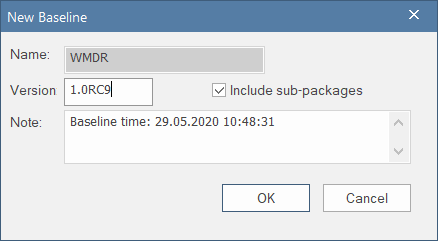 New Baseline
Name: WMDR
Version 1.0RC9 Include sub-packages
Note: Baseline time: 29.05.2020 10:48:31
OK Cancel